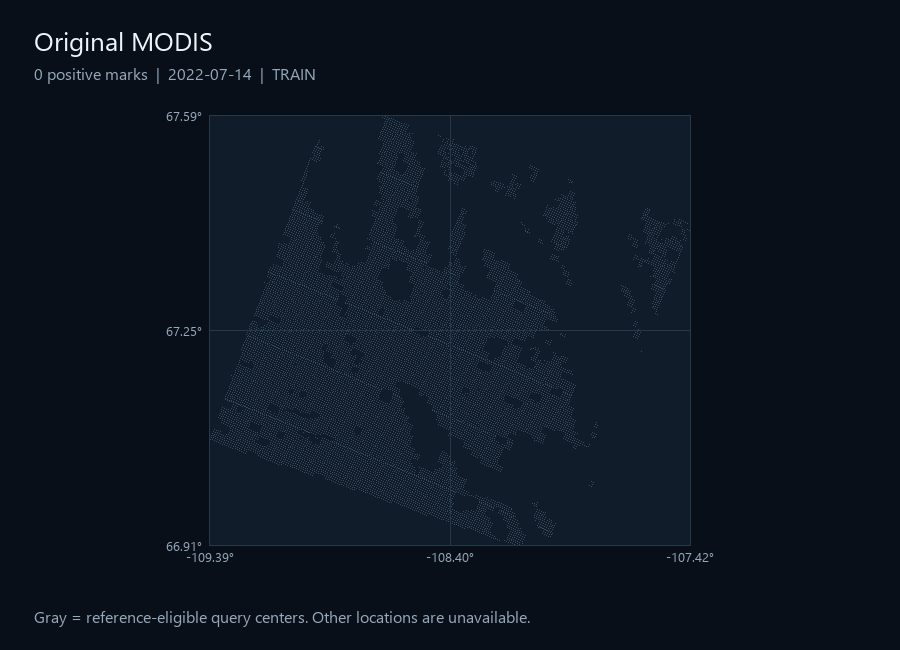 Original MODIS
0 positive marks | 2022-07-14 | TRAIN
67.59°
67.25°
66.91°
-109.39°
-108.40°
-107.42°
Gray = reference-eligible query centers. Other locations are unavailable.